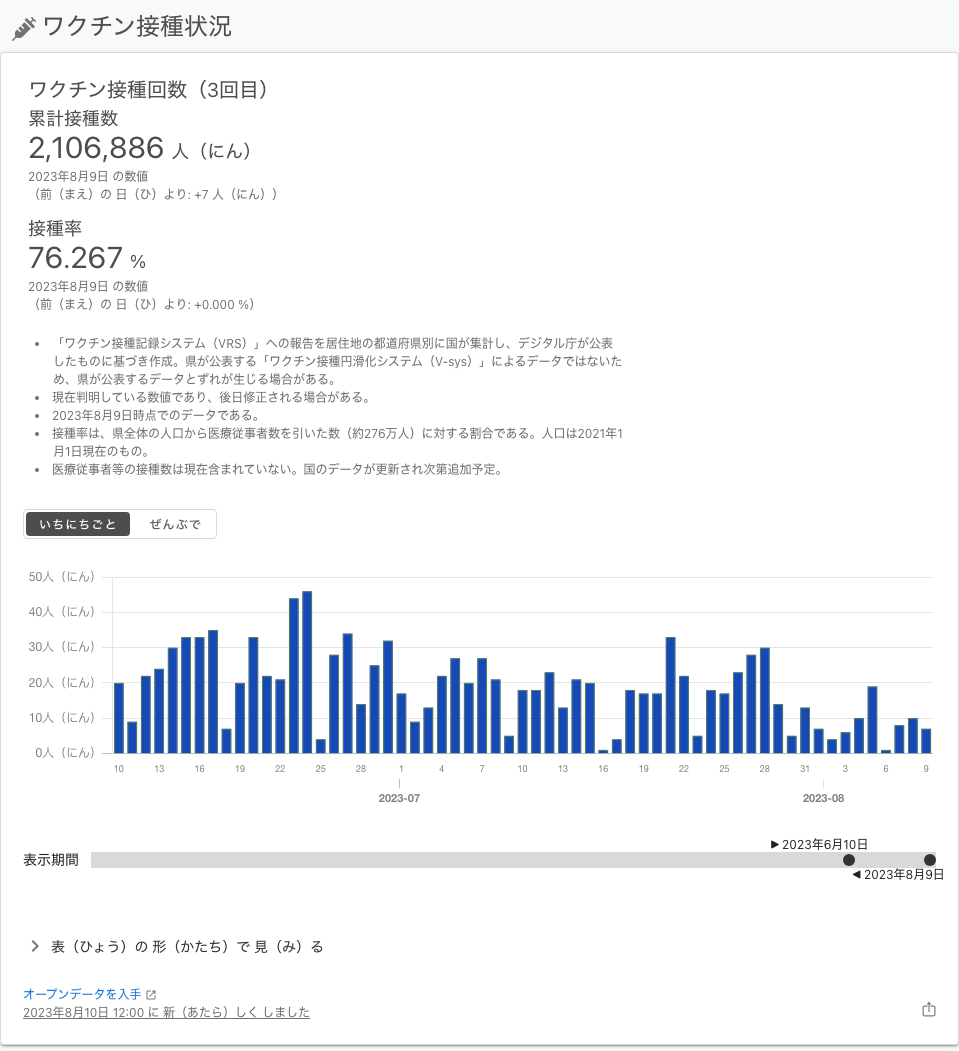 ワクチン接種状況
ワクチン接種回数（3回目）
累計接種数
2,106,886 人（にん）
2023年8月9日 の数値
（前（まえ）の 日（ひ）より: +7 人（にん））
接種率
76.267 %
2023年8月9日 の数値
（前（まえ）の 日（ひ）より: +0.000 %）
• 「ワクチン接種記録システム（VRS）」への報告を居住地の都道府県別に国が集計し、デジタル庁が公表
したものに基づき作成。県が公表する「ワクチン接種円滑化システム（V-sys）」によるデータではないた
め、県が公表するデータとずれが生じる場合がある。
• 現在判明している数値であり、後日修正される場合がある。
• 2023年8月9日時点でのデータである。
• 接種率は、県全体の人口から医療従事者数を引いた数（約276万人）に対する割合である。人口は2021年1
月1日現在のもの。
• 医療従事者等の接種数は現在含まれていない。国のデータが更新され次第追加予定。
いちにちごと ぜんぶで
50人（にん）
40人（にん）
30人（にん）
20人（にん）
10人（にん）
0人（にん）
10 13 16 19 22 25 28 1 4 7 10 13 16 19 22 25 28 31 3 6 9
2023-07 2023-08
▶ 2023年6月10日
表示期間
◀ 2023年8月9日
表（ひょう）の 形（かたち）で 見（み）る
オープンデータを入手
2023年8月10日 12:00 に 新（あたら）しく しました